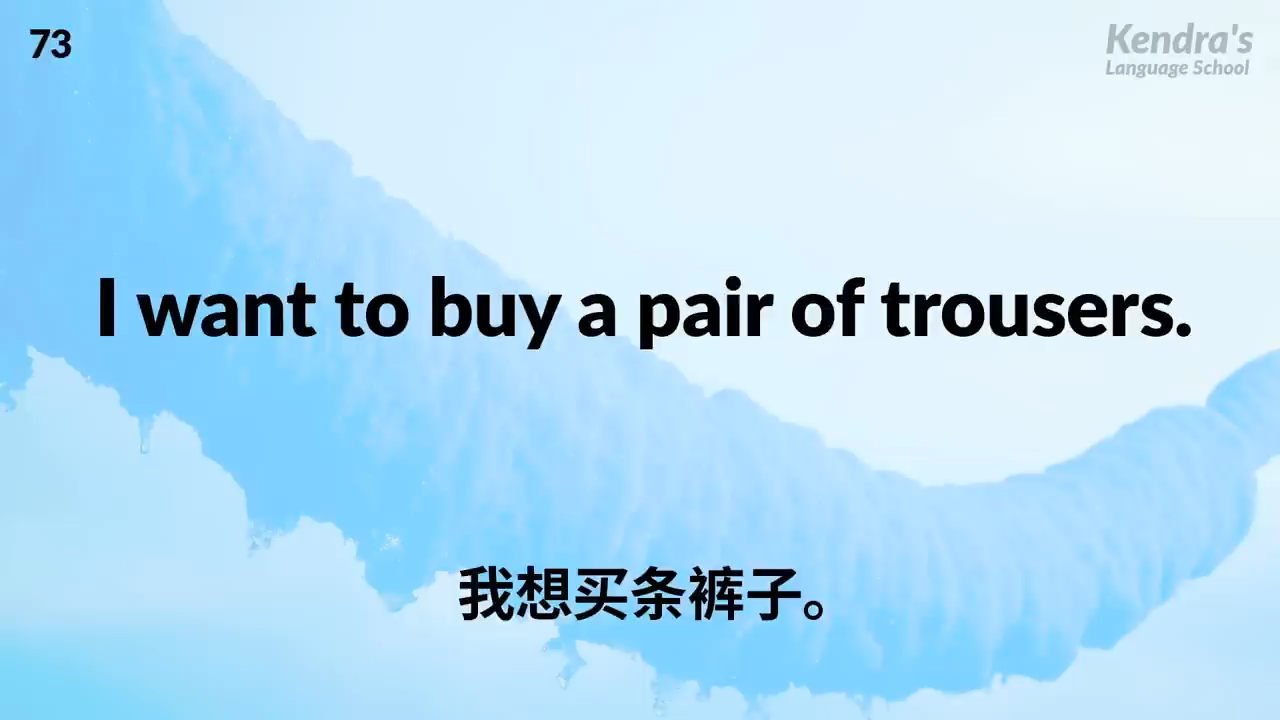 73
Kendra's
Language School
I want to buy a pair of trousers.
我想买条裤子。